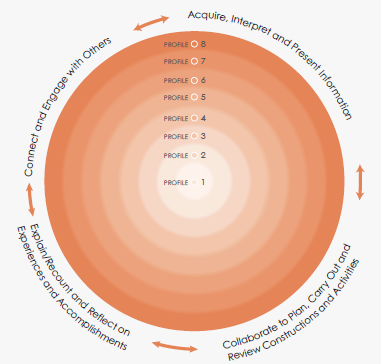 Acquire, Interpret and Present Information
Connect and Engage with Others
PROFILE 8
PROFILE 7
PROFILE 6
PROFILE 5
PROFILE 4
PROFILE 3
PROFILE 2
PROFILE 1
Explain/Recount and Reflect on
Experiences and Accomplishments
Collaborate to Plan, Carry Out and
Review Constructions and Activities